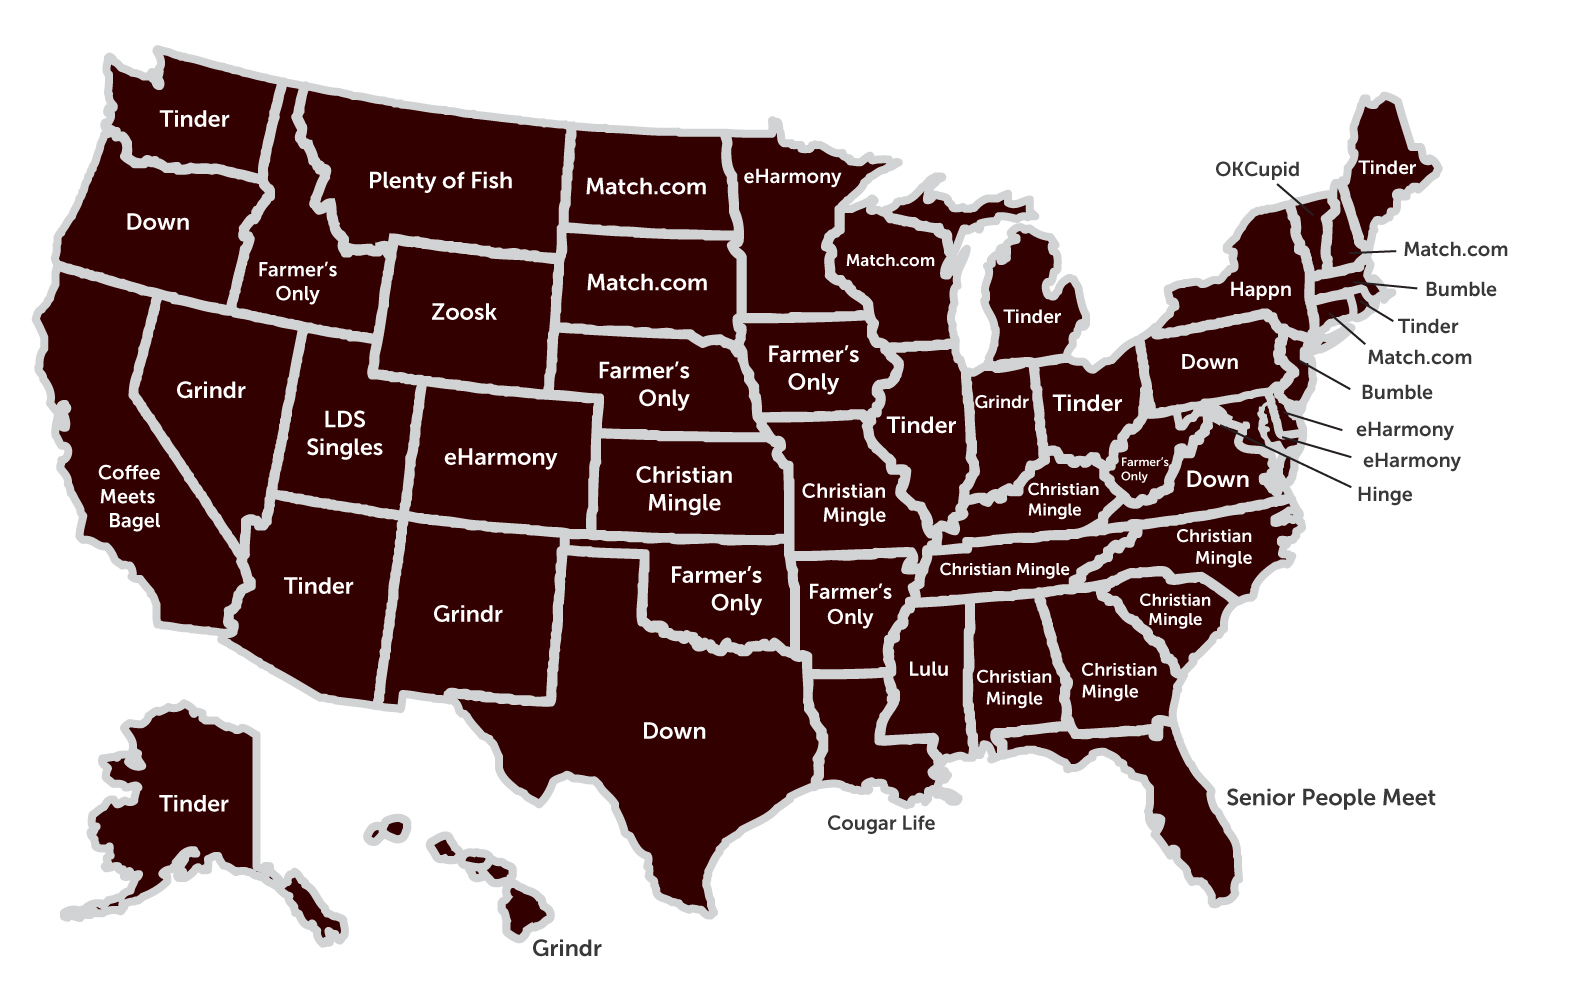 Tinder
Plenty of Fish
Match.com
eHarmony
OKCupid
Tinder
Down
Farmer's
Only
Zoosk
Match.com
Match.com
Tinder
Happn
Match.com
Bumble
Tinder
Match.com
Bumble
eHarmony
eHarmony
Hinge
Grindr
LDS
Singles
eHarmony
Farmer's
Only
Farmer's
Only
Tinder
Grindr
Tinder
Down
Farmer's
Only
Down
Coffee
Meets
Bagel
Christian
Mingle
Christian
Mingle
Christian
Mingle
Christian
Mingle
Tinder
Grindr
Farmer's
Only
Farmer's
Only
Christian Mingle
Christian
Mingle
Down
Lulu
Christian
Mingle
Christian
Mingle
Tinder
Grindr
Cougar Life
Senior People Meet